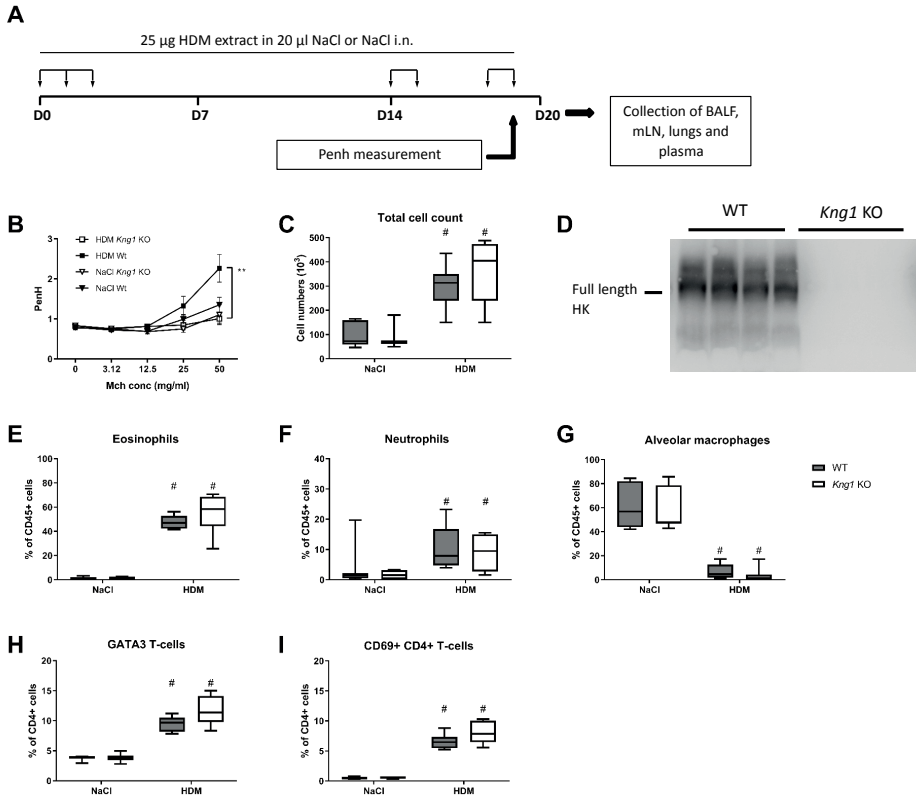 A
25 µg HDM extract in 20 µl NaCl or NaCl i.n.
D0
D7
D14
D20
Penh measurement
Collection of BALF,
mLN, lungs and
plasma
B
HDM Kng1 KO
HDM Wt
NaCl Kng1 KO
NaCl Wt
**
3
2
1
0
PenH
0 3.12 12.5 25 50
Mch conc (mg/ml)
C
Total cell count
# #
500
400
300
200
100
0
Cell numbers (10³)
NaCl HDM
D
WT Kng1 KO
Full length
HK
E
Eosinophils
# #
100
80
60
40
20
0
% of CD45+ cells
NaCl HDM
F
Neutrophils
# #
40
30
20
10
0
% of CD45+ cells
NaCl HDM
G
Alveolar macrophages
# #
100
80
60
40
20
0
% of CD45+ cells
NaCl HDM
WT
Kng1 KO
H
GATA3 T-cells
# #
20
15
10
5
0
% of CD4+ cells
NaCl HDM
I
CD69+ CD4+ T-cells
# #
20
15
10
5
0
% of CD4+ cells
NaCl HDM